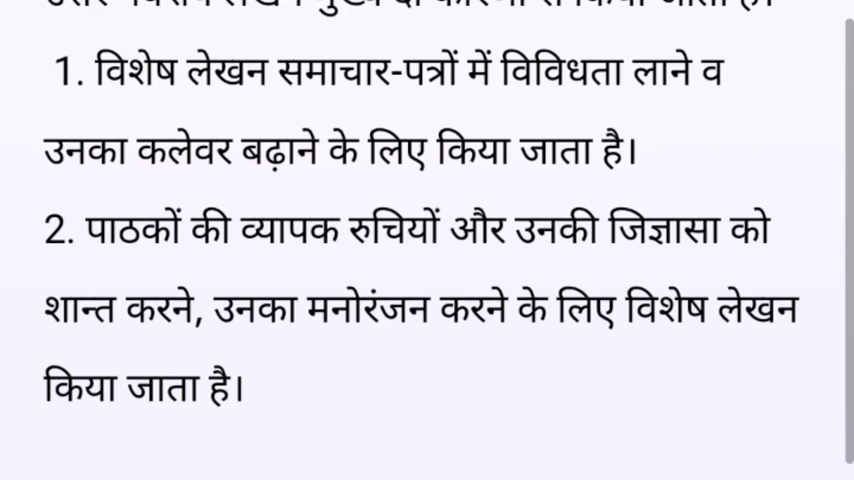 1. विशेष लेखन समाचार-पत्रों में विविधता लाने व
उनका कलेवर बढ़ाने के लिए किया जाता है।
2. पाठकों की व्यापक रुचियों और उनकी जिज्ञासा को
शान्त करने, उनका मनोरंजन करने के लिए विशेष लेखन
किया जाता है।